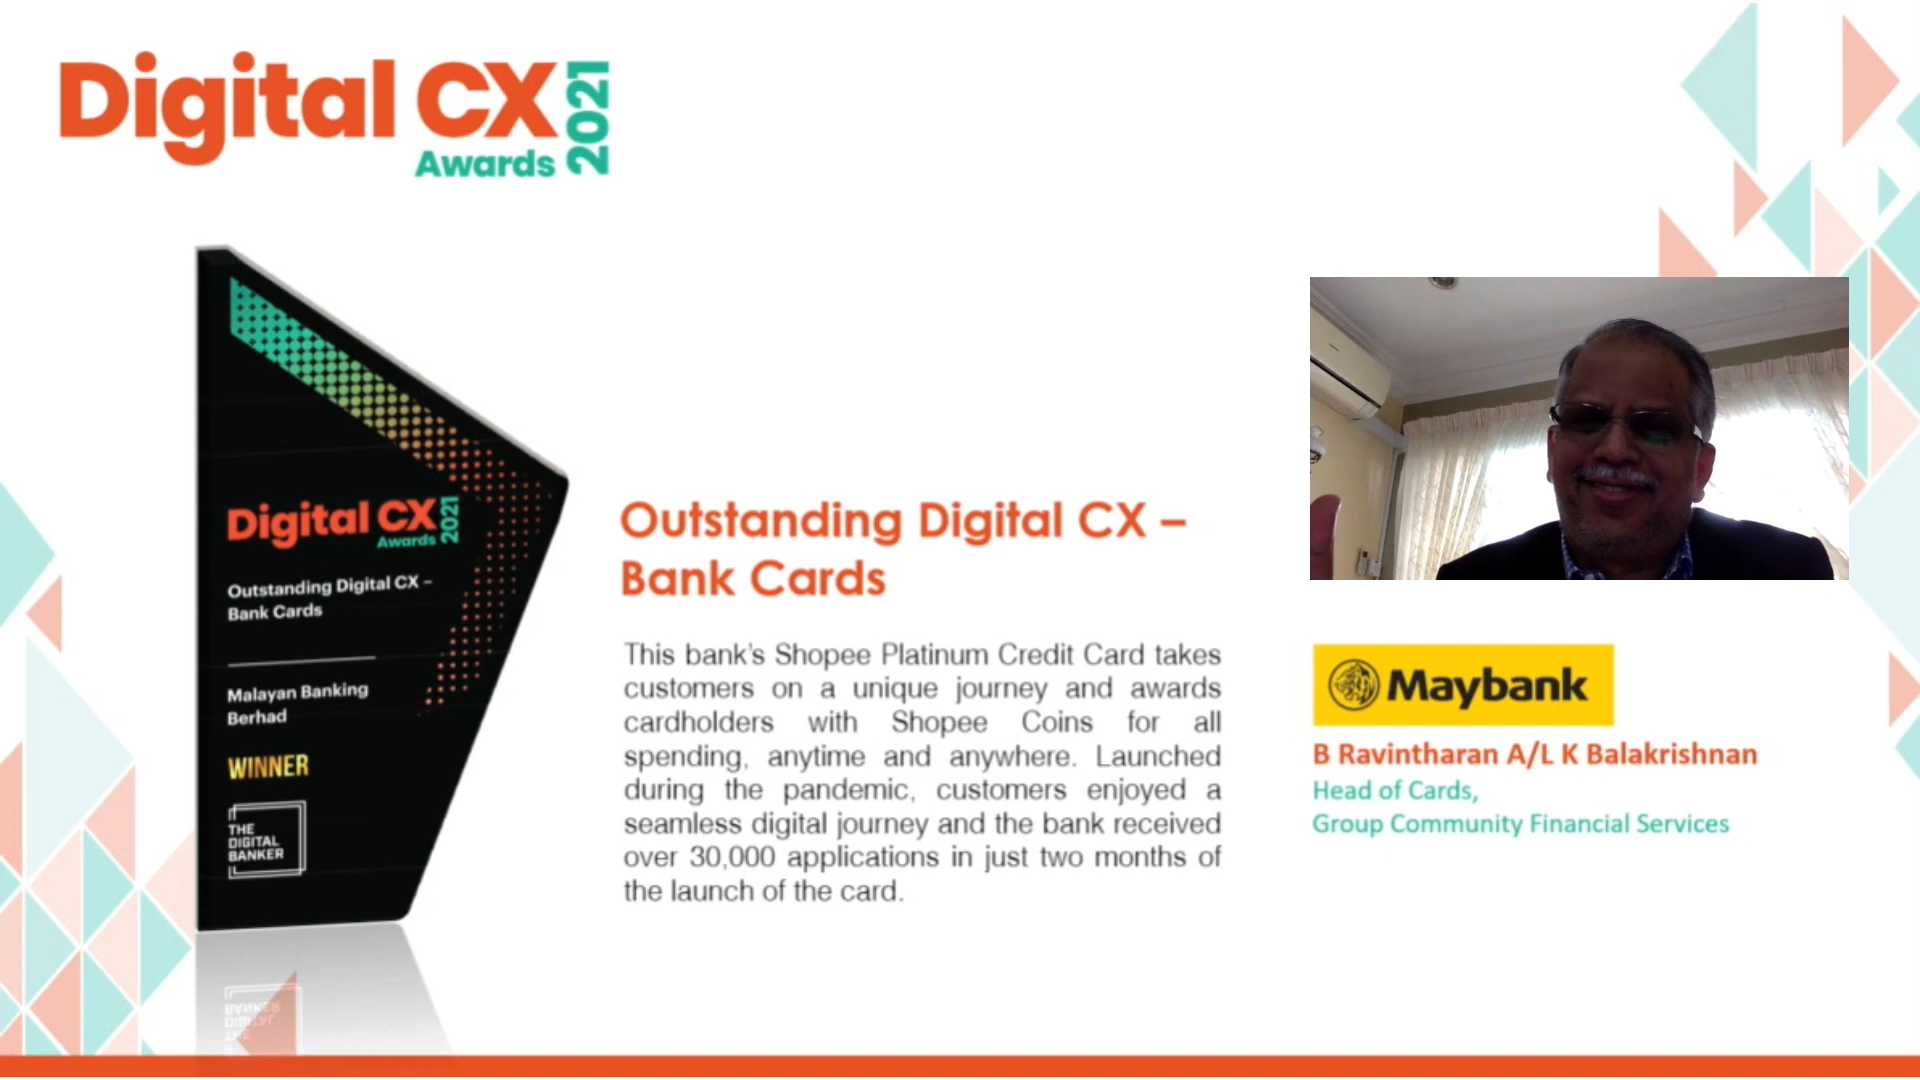 Digital CX
Awards
2021
Digital CX
Awards
2021
Outstanding Digital CX –
Bank Cards
Malayan Banking
Berhad
WINNER
THE
DIGITAL
BANKER
Outstanding Digital CX –
Bank Cards
This bank's Shopee Platinum Credit Card takes
customers on a unique journey and awards
cardholders with Shopee Coins for all
spending, anytime and anywhere. Launched
during the pandemic, customers enjoyed a
seamless digital journey and the bank received
over 30,000 applications in just two months of
the launch of the card.
Maybank
B Ravintharan A/L K Balakrishnan
Head of Cards,
Group Community Financial Services